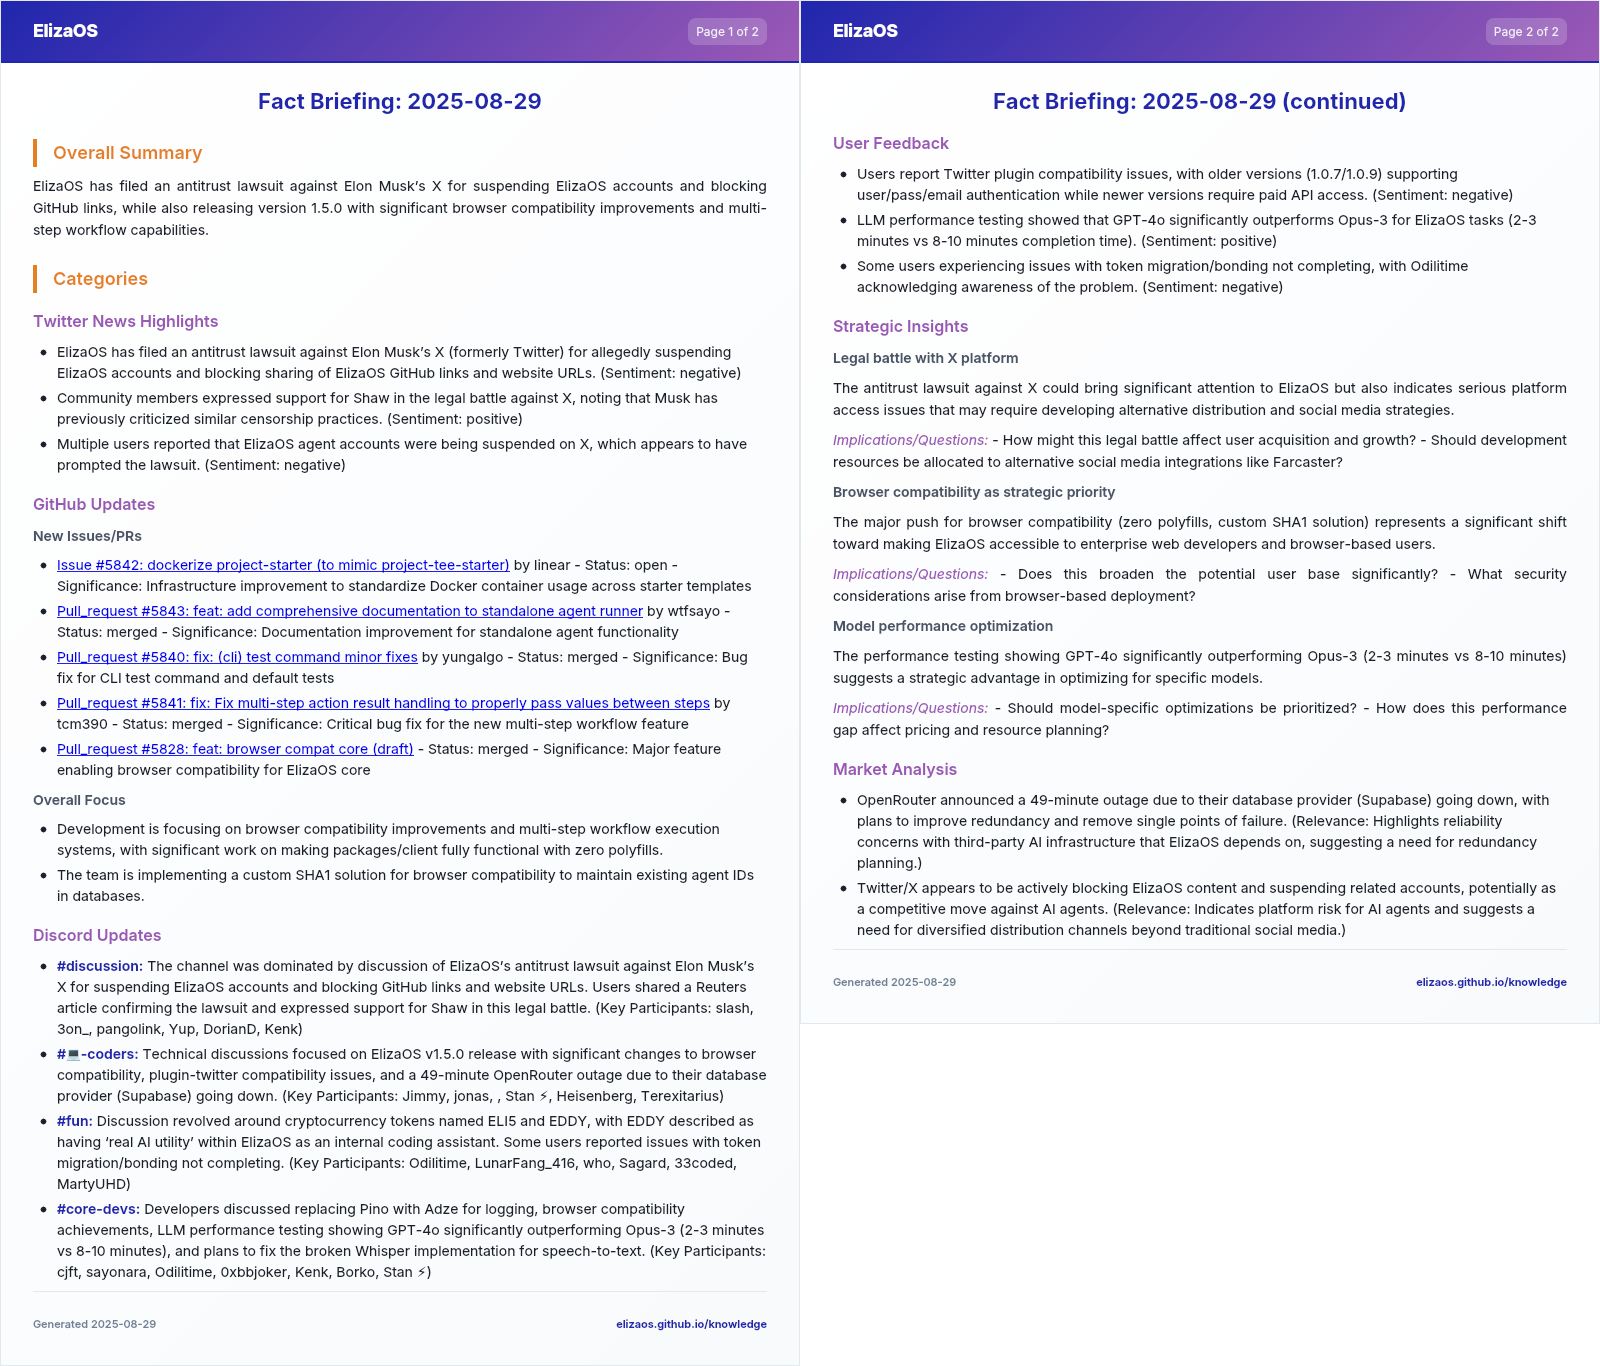 ElizaOS
Page 1 of 2
Fact Briefing: 2025-08-29
Overall Summary
ElizaOS has filed an antitrust lawsuit against Elon Musk's X for suspending ElizaOS accounts and blocking
GitHub links, while also releasing version 1.5.0 with significant browser compatibility improvements and multi-
step workflow capabilities.
Categories
Twitter News Highlights
• ElizaOS has filed an antitrust lawsuit against Elon Musk's X (formerly Twitter) for allegedly suspending
ElizaOS accounts and blocking sharing of ElizaOS GitHub links and website URLs. (Sentiment: negative)
• Community members expressed support for Shaw in the legal battle against X, noting that Musk has
previously criticized similar censorship practices. (Sentiment: positive)
• Multiple users reported that ElizaOS agent accounts were being suspended on X, which appears to have
prompted the lawsuit. (Sentiment: negative)
GitHub Updates
New Issues/PRs
• Issue #5842: dockerize project-starter (to mimic project-tee-starter) by linear - Status: open -
Significance: Infrastructure improvement to standardize Docker container usage across starter templates
• Pull_request #5843: feat: add comprehensive documentation to standalone agent runner by wtfsayo -
Status: merged - Significance: Documentation improvement for standalone agent functionality
• Pull_request #5840: fix: (cli) test command minor fixes by yungalgo - Status: merged - Significance: Bug
fix for CLI test command and default tests
• Pull_request #5841: fix: Fix multi-step action result handling to properly pass values between steps by
tcm390 - Status: merged - Significance: Critical bug fix for the new multi-step workflow feature
• Pull_request #5828: feat: browser compat core (draft) - Status: merged - Significance: Major feature
enabling browser compatibility for ElizaOS core
Overall Focus
• Development is focusing on browser compatibility improvements and multi-step workflow execution
systems, with significant work on making packages/client fully functional with zero polyfills.
• The team is implementing a custom SHA1 solution for browser compatibility to maintain existing agent IDs
in databases.
Discord Updates
• #discussion: The channel was dominated by discussion of ElizaOS's antitrust lawsuit against Elon Musk's
X for suspending ElizaOS accounts and blocking GitHub links and website URLs. Users shared a Reuters
article confirming the lawsuit and expressed support for Shaw in this legal battle. (Key Participants: slash,
3on_, pangolink, Yup, DorianD, Kenk)
• #💻-coders: Technical discussions focused on ElizaOS v1.5.0 release with significant changes to browser
compatibility, plugin-twitter compatibility issues, and a 49-minute OpenRouter outage due to their database
provider (Supabase) going down. (Key Participants: Jimmy, jonas, , Stan ⚡, Heisenberg, Terexitarius)
• #fun: Discussion revolved around cryptocurrency tokens named ELI5 and EDDY, with EDDY described as
having 'real AI utility' within ElizaOS as an internal coding assistant. Some users reported issues with token
migration/bonding not completing. (Key Participants: Odilitime, LunarFang_416, who, Sagard, 33coded,
MartyUHD)
• #core-devs: Developers discussed replacing Pino with Adze for logging, browser compatibility
achievements, LLM performance testing showing GPT-4o significantly outperforming Opus-3 (2-3 minutes
vs 8-10 minutes), and plans to fix the broken Whisper implementation for speech-to-text. (Key Participants:
cjft, sayonara, Odilitime, 0xbbjoker, Kenk, Borko, Stan ⚡)
Generated 2025-08-29
elizaos.github.io/knowledge
ElizaOS
Page 2 of 2
Fact Briefing: 2025-08-29 (continued)
User Feedback
• Users report Twitter plugin compatibility issues, with older versions (1.0.7/1.0.9) supporting
user/pass/email authentication while newer versions require paid API access. (Sentiment: negative)
• LLM performance testing showed that GPT-4o significantly outperforms Opus-3 for ElizaOS tasks (2-3
minutes vs 8-10 minutes completion time). (Sentiment: positive)
• Some users experiencing issues with token migration/bonding not completing, with Odilitime
acknowledging awareness of the problem. (Sentiment: negative)
Strategic Insights
Legal battle with X platform
The antitrust lawsuit against X could bring significant attention to ElizaOS but also indicates serious platform
access issues that may require developing alternative distribution and social media strategies.
Implications/Questions: - How might this legal battle affect user acquisition and growth? - Should development
resources be allocated to alternative social media integrations like Farcaster?
Browser compatibility as strategic priority
The major push for browser compatibility (zero polyfills, custom SHA1 solution) represents a significant shift
toward making ElizaOS accessible to enterprise web developers and browser-based users.
Implications/Questions: - Does this broaden the potential user base significantly? - What security
considerations arise from browser-based deployment?
Model performance optimization
The performance testing showing GPT-4o significantly outperforming Opus-3 (2-3 minutes vs 8-10 minutes)
suggests a strategic advantage in optimizing for specific models.
Implications/Questions: - Should model-specific optimizations be prioritized? - How does this performance
gap affect pricing and resource planning?
Market Analysis
• OpenRouter announced a 49-minute outage due to their database provider (Supabase) going down, with
plans to improve redundancy and remove single points of failure. (Relevance: Highlights reliability
concerns with third-party AI infrastructure that ElizaOS depends on, suggesting a need for redundancy
planning.)
• Twitter/X appears to be actively blocking ElizaOS content and suspending related accounts, potentially as
a competitive move against AI agents. (Relevance: Indicates platform risk for AI agents and suggests a
need for diversified distribution channels beyond traditional social media.)
Generated 2025-08-29
elizaos.github.io/knowledge